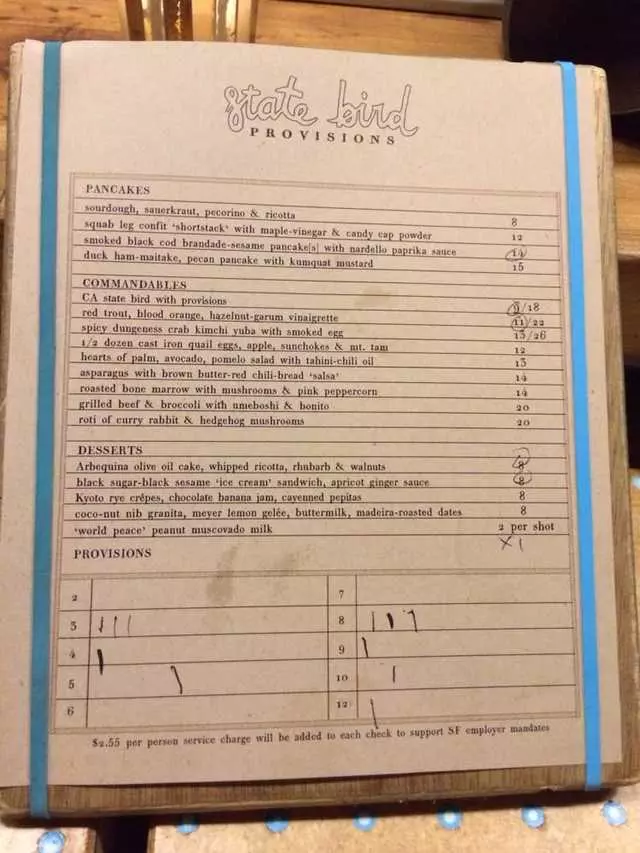 state bird
PROVISIONS
PANCAKES
sourdough, sauerkraut, pecorino & ricotta 8
squab leg confit 'shortstack' with maple-vinegar & candy cap powder 12
smoked black cod brandade-sesame pancake[s] with nardello paprika sauce 14
duck ham-maitake, pecan pancake with kumquat mustard 15
COMMANDABLES
CA state bird with provisions 9/18
red trout, blood orange, hazelnut-garum vinaigrette 11/22
spicy dungeness crab kimchi yuba with smoked egg 13/26
1/2 dozen cast iron quail eggs, apple, sunchokes & mt. tam 12
hearts of palm, avocado, pomelo salad with tahini-chili oil 13
asparagus with brown butter-red chili-bread 'salsa' 14
roasted bone marrow with mushrooms & pink peppercorn 14
grilled beef & broccoli with umeboshi & bonito 20
roti of curry rabbit & hedgehog mushrooms 20
DESSERTS
Arbequina olive oil cake, whipped ricotta, rhubarb & walnuts 8
black sugar-black sesame 'ice cream' sandwich, apricot ginger sauce 8
Kyoto rye crêpes, chocolate banana jam, cayenned pepitas 8
coco-nut nib granita, meyer lemon gelée, buttermilk, madeira-roasted dates 8
'world peace' peanut muscovado milk 2 per shot
x1
PROVISIONS
2 7
3 ||| 8 |||
4 | 9 |
5 | 10 |
6 12 |
$2.55 per person service charge will be added to each check to support SF employer mandates